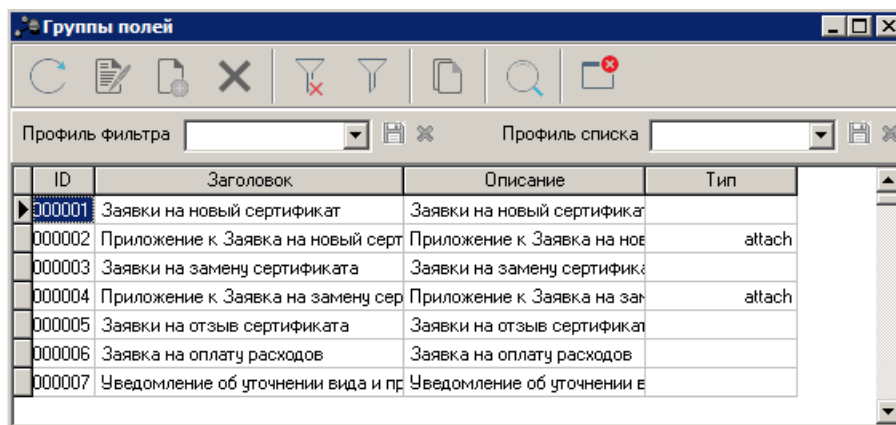 Группы полей
Профиль фильтра Профиль списка
ID Заголовок Описание Тип
000001 Заявки на новый сертификат Заявки на новый сертификат
000002 Приложение к Заявка на новый серт Приложение к Заявка на нов attach
000003 Заявки на замену сертификата Заявки на замену сертифика
000004 Приложение к Заявка на замену сер Приложение к Заявка на зам attach
000005 Заявки на отзыв сертификата Заявки на отзыв сертификат
000006 Заявка на оплату расходов Заявка на оплату расходов
000007 Уведомление об уточнении вида и пр Уведомление об уточнении в